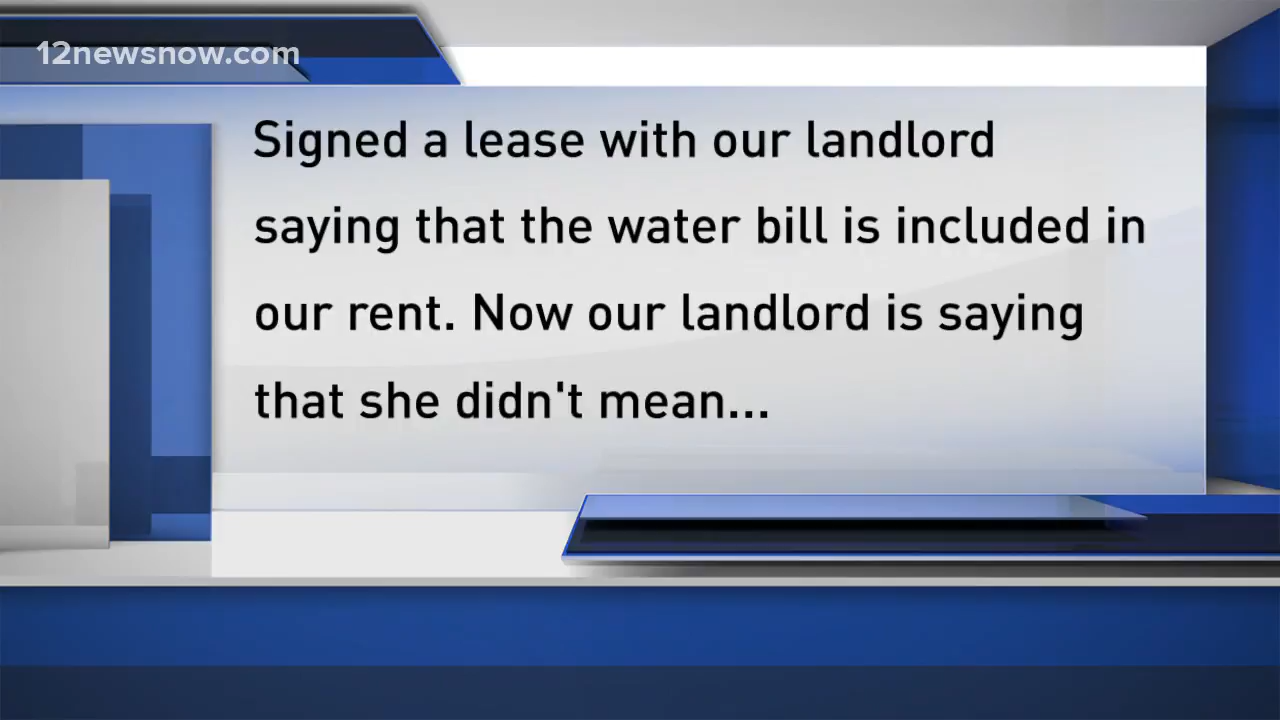 12newsnow.com
Signed a lease with our landlord
saying that the water bill is included in
our rent. Now our landlord is saying
that she didn't mean...